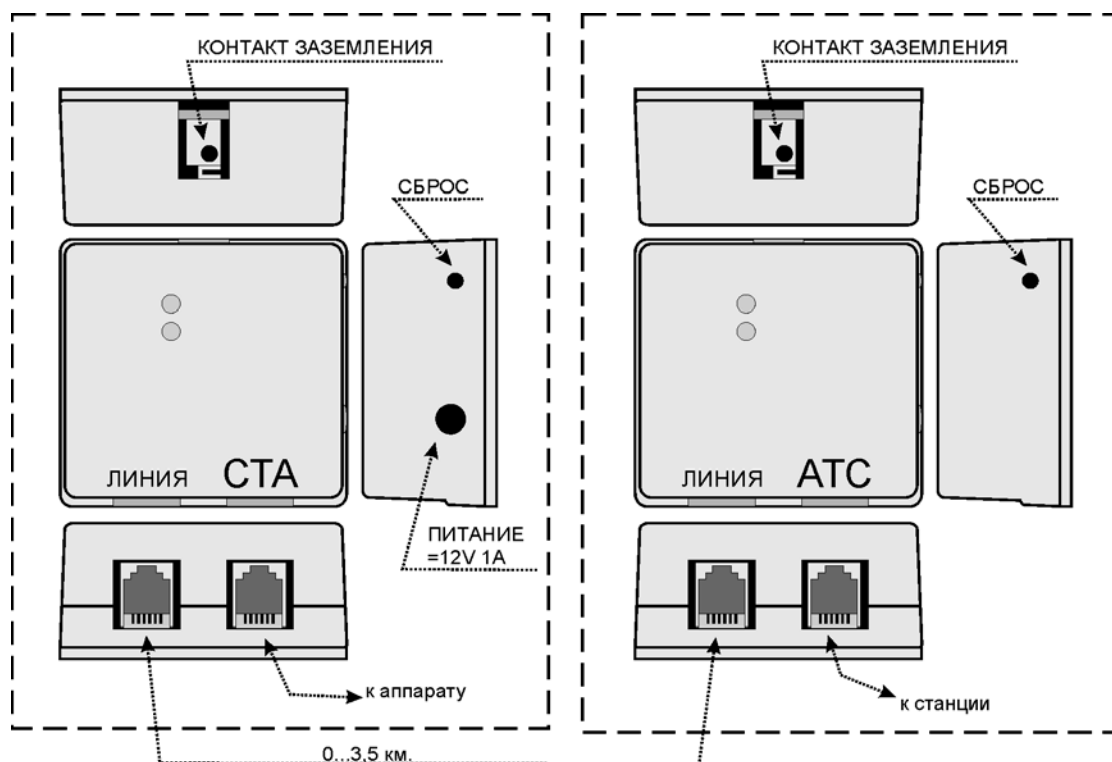 КОНТАКТ ЗАЗЕМЛЕНИЯ
СБРОС
ЛИНИЯ СТА
ПИТАНИЕ
=12V 1A
к аппарату
0...3,5 км.
КОНТАКТ ЗАЗЕМЛЕНИЯ
СБРОС
ЛИНИЯ АТС
к станции